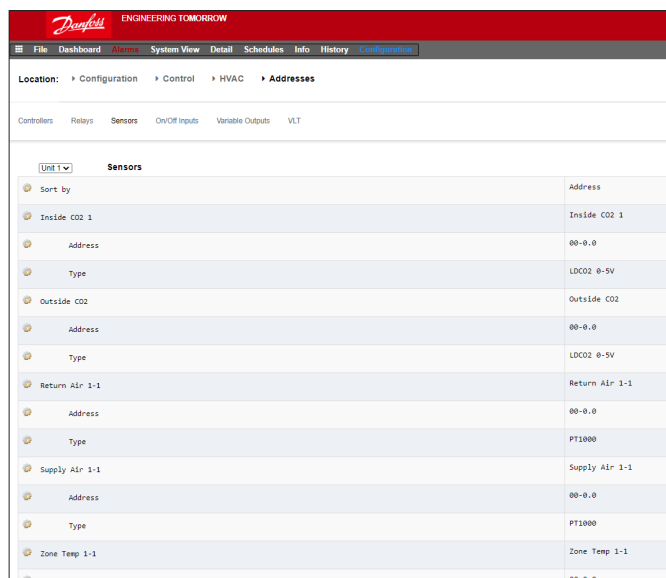 Danfoss ENGINEERING TOMORROW
File Dashboard Alarms System View Detail Schedules Info History Configuration
Location: Configuration Control HVAC Addresses
Controllers Relays Sensors On/Off Inputs Variable Outputs VLT
Unit 1 Sensors
Sort by Address
Inside CO2 1 Inside CO2 1
Address 00-0.0
Type LDCO2 0-5V
Outside CO2 Outside CO2
Address 00-0.0
Type LDCO2 0-5V
Return Air 1-1 Return Air 1-1
Address 00-0.0
Type PT1000
Supply Air 1-1 Supply Air 1-1
Address 00-0.0
Type PT1000
Zone Temp 1-1 Zone Temp 1-1